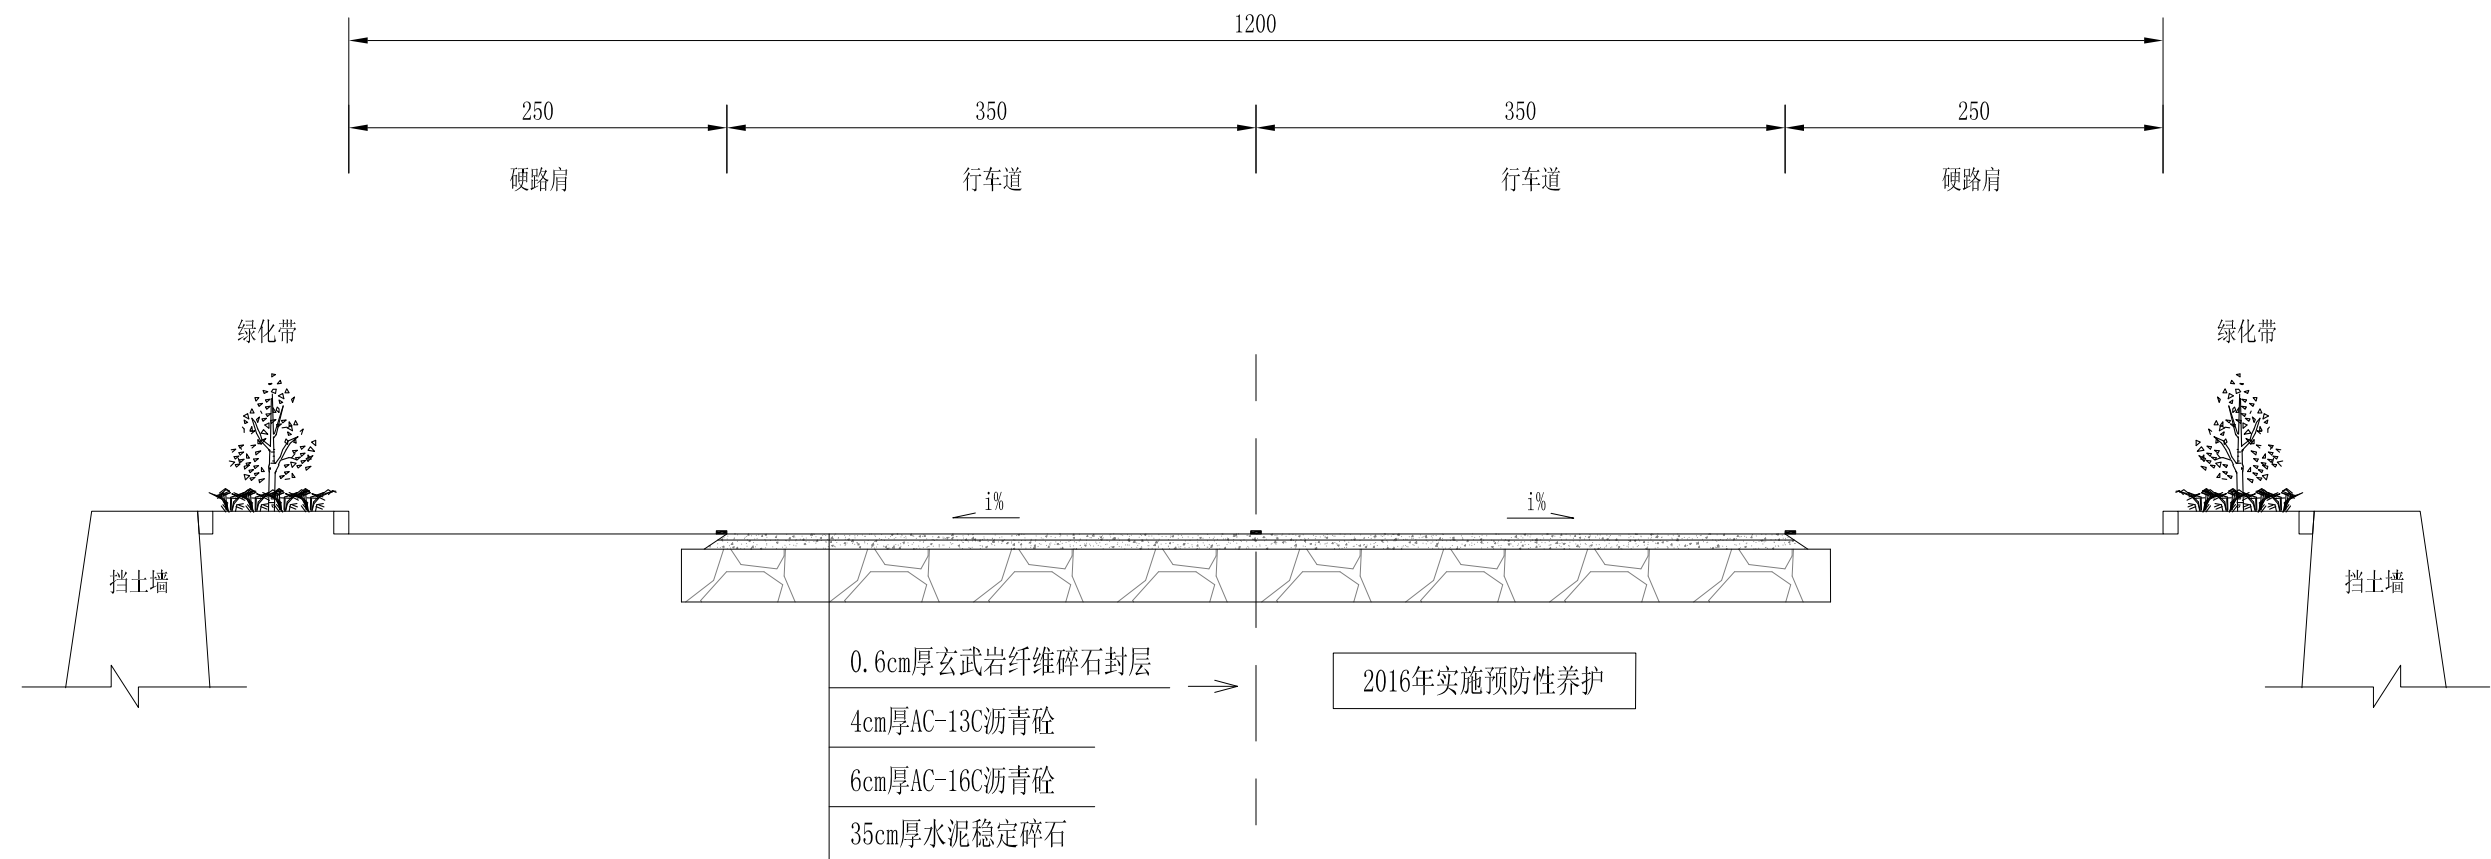 1200
250
350
350
250
硬路肩
行车道
行车道
硬路肩
绿化带
绿化带
i%
i%
挡土墙
挡土墙
0.6cm厚玄武岩纤维碎石封层
2016年实施预防性养护
4cm厚AC-13C沥青砼
6cm厚AC-16C沥青砼
35cm厚水泥稳定碎石